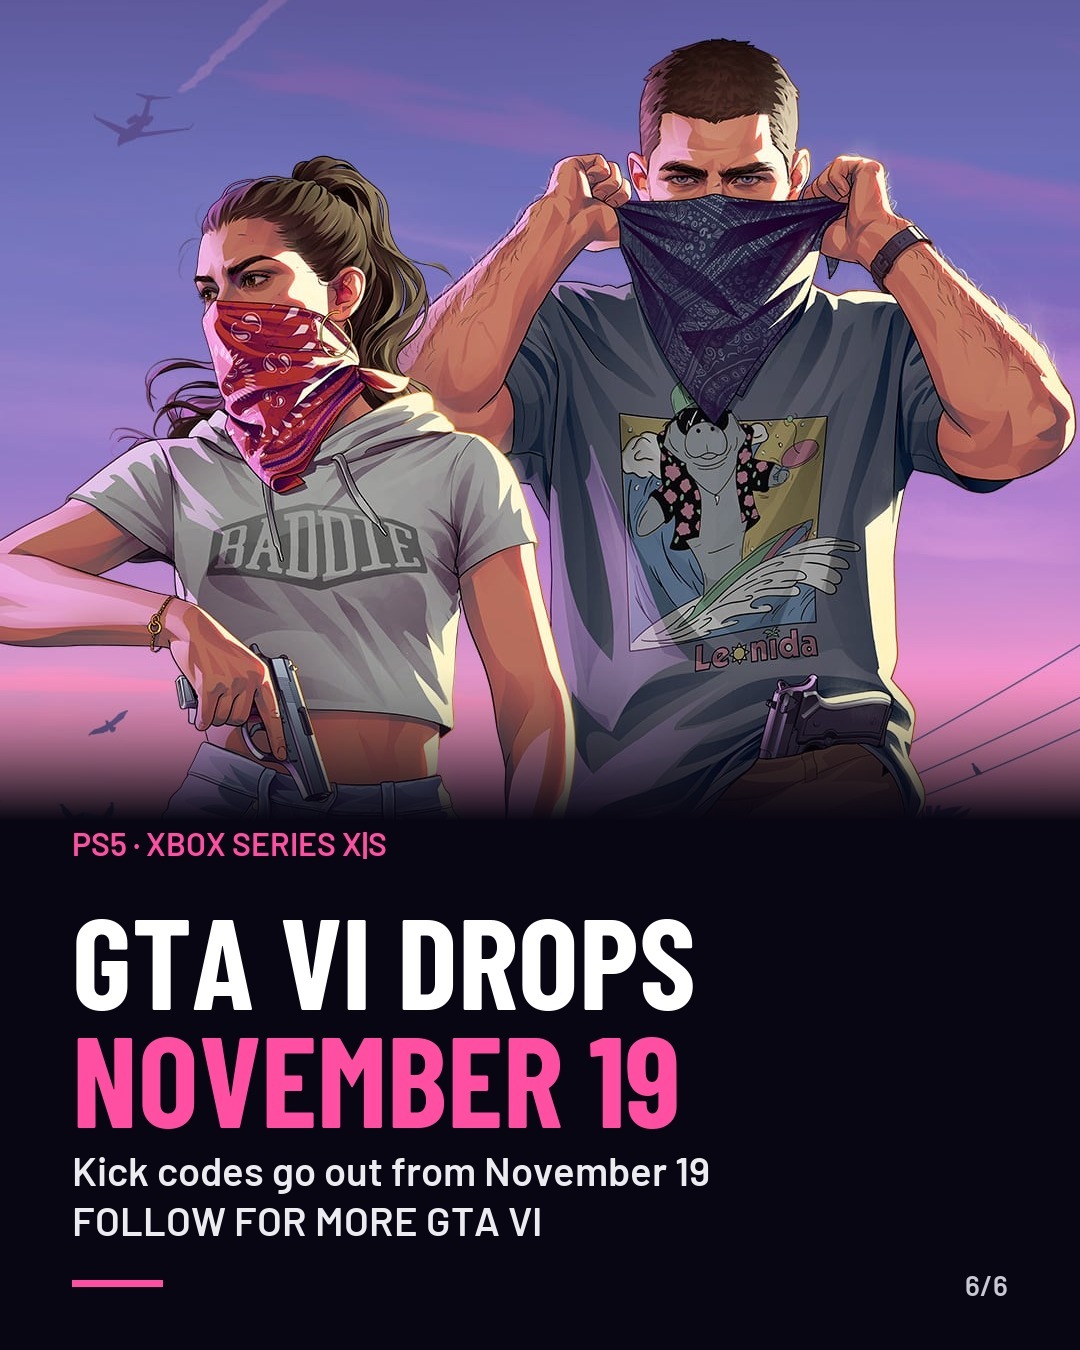 BADDIE
Leonida
PS5 · XBOX SERIES X|S
GTA VI DROPS
NOVEMBER 19
Kick codes go out from November 19
FOLLOW FOR MORE GTA VI
6/6